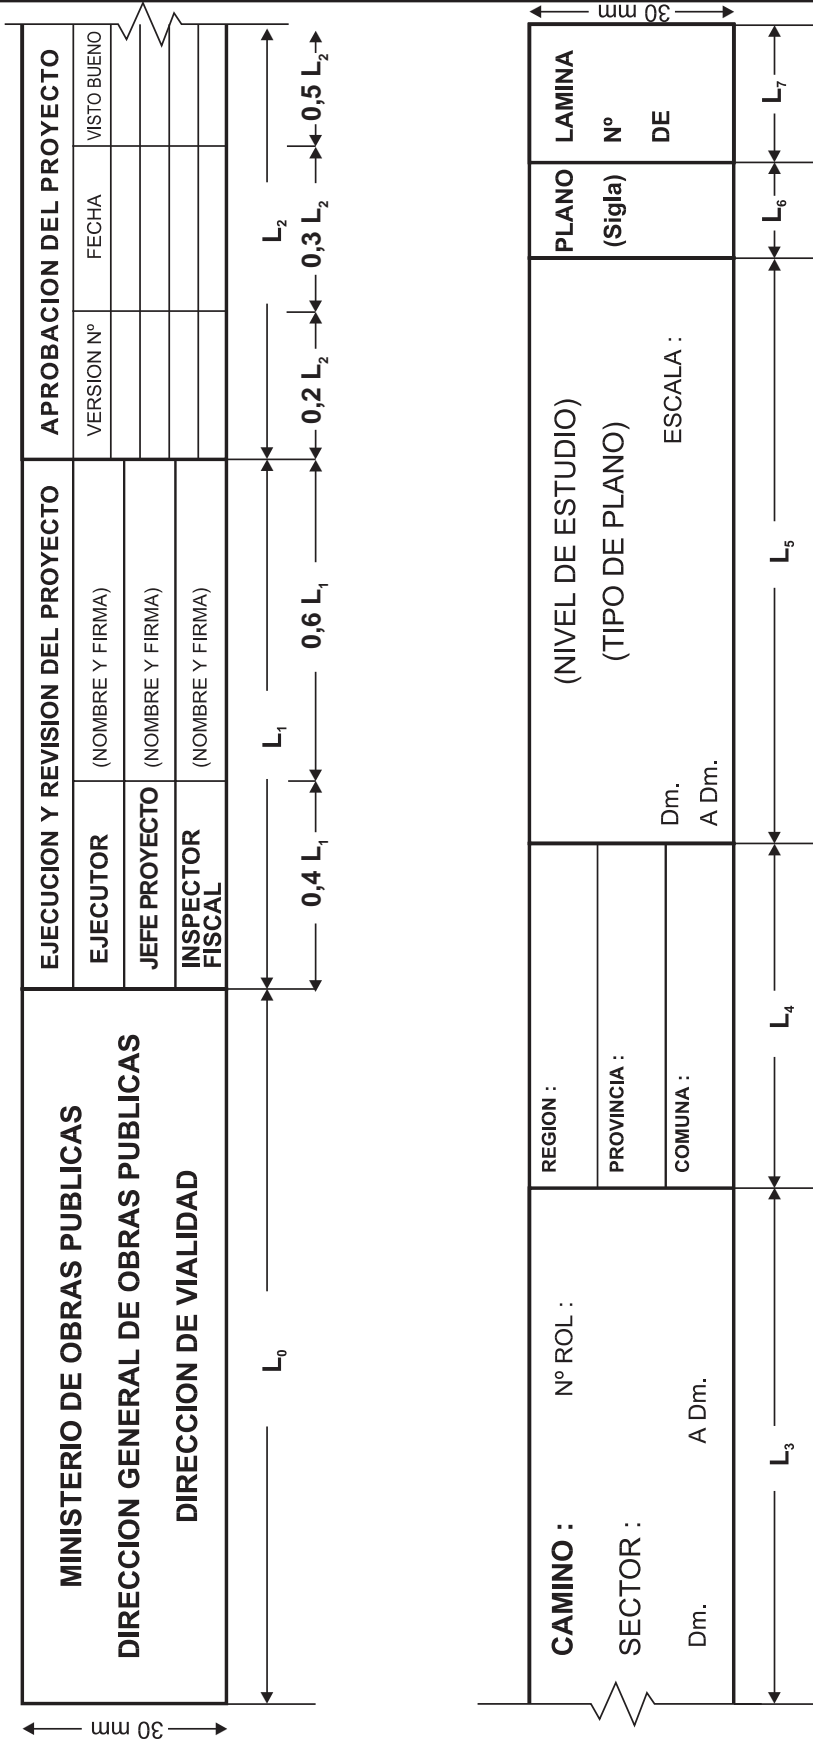 30 mm
MINISTERIO DE OBRAS PUBLICAS
DIRECCION GENERAL DE OBRAS PUBLICAS
DIRECCION DE VIALIDAD
EJECUCION Y REVISION DEL PROYECTO
EJECUTOR
(NOMBRE Y FIRMA)
JEFE PROYECTO
(NOMBRE Y FIRMA)
INSPECTOR
FISCAL
(NOMBRE Y FIRMA)
APROBACION DEL PROYECTO
VERSION Nº
FECHA
VISTO BUENO
L₀
L₁
L₂
0,4 L₁
0,6 L₁
0,2 L₂
0,3 L₂
0,5 L₂
CAMINO :
Nº ROL :
SECTOR :
Dm.
A Dm.
REGION :
PROVINCIA :
COMUNA :
(NIVEL DE ESTUDIO)
(TIPO DE PLANO)
Dm.
ESCALA :
A Dm.
PLANO
(Sigla)
LAMINA
Nº
DE
30 mm
L₃
L₄
L₅
L₆
L₇